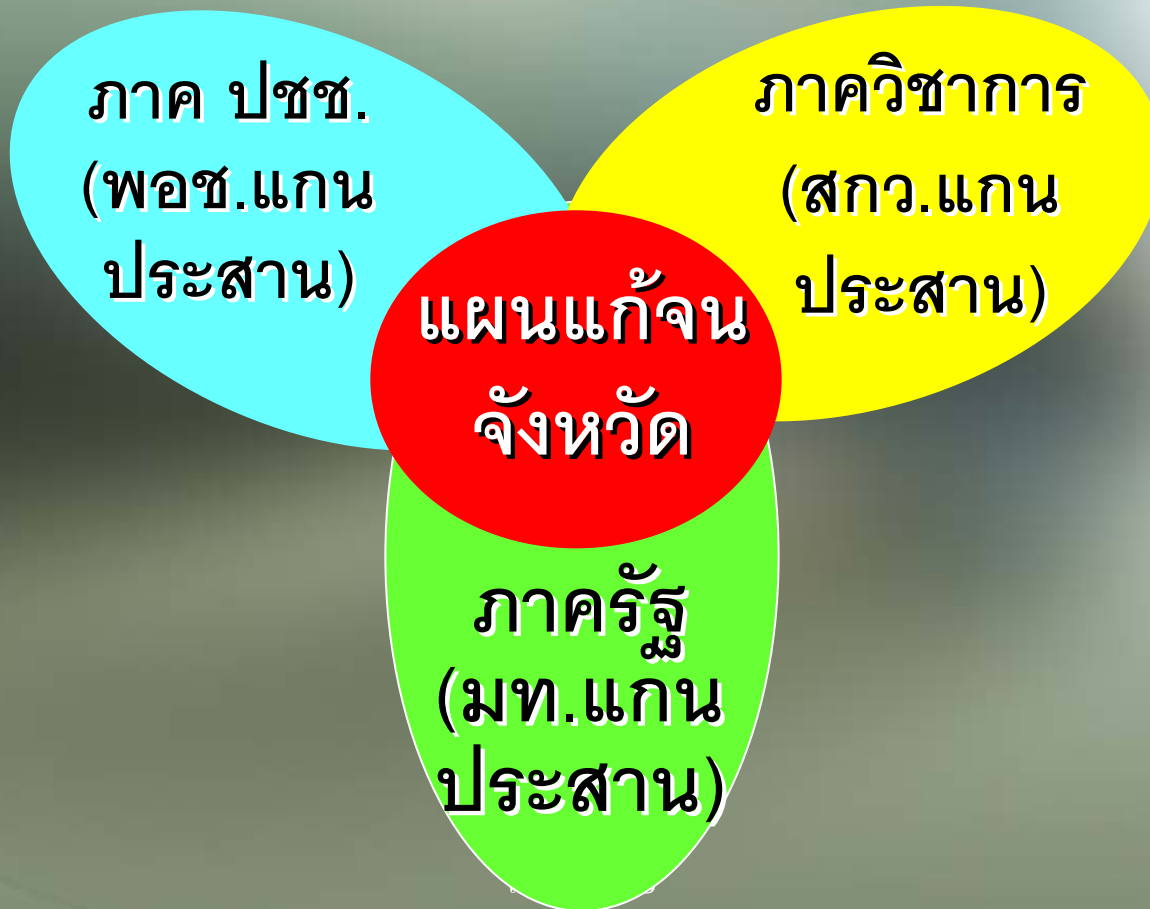 ภาค ปชช.
(พอช.แกน
ประสาน)
ภาควิชาการ
(สกว.แกน
ประสาน)
แผนแก้จน
จังหวัด
ภาครัฐ
(มท.แกน
ประสาน)